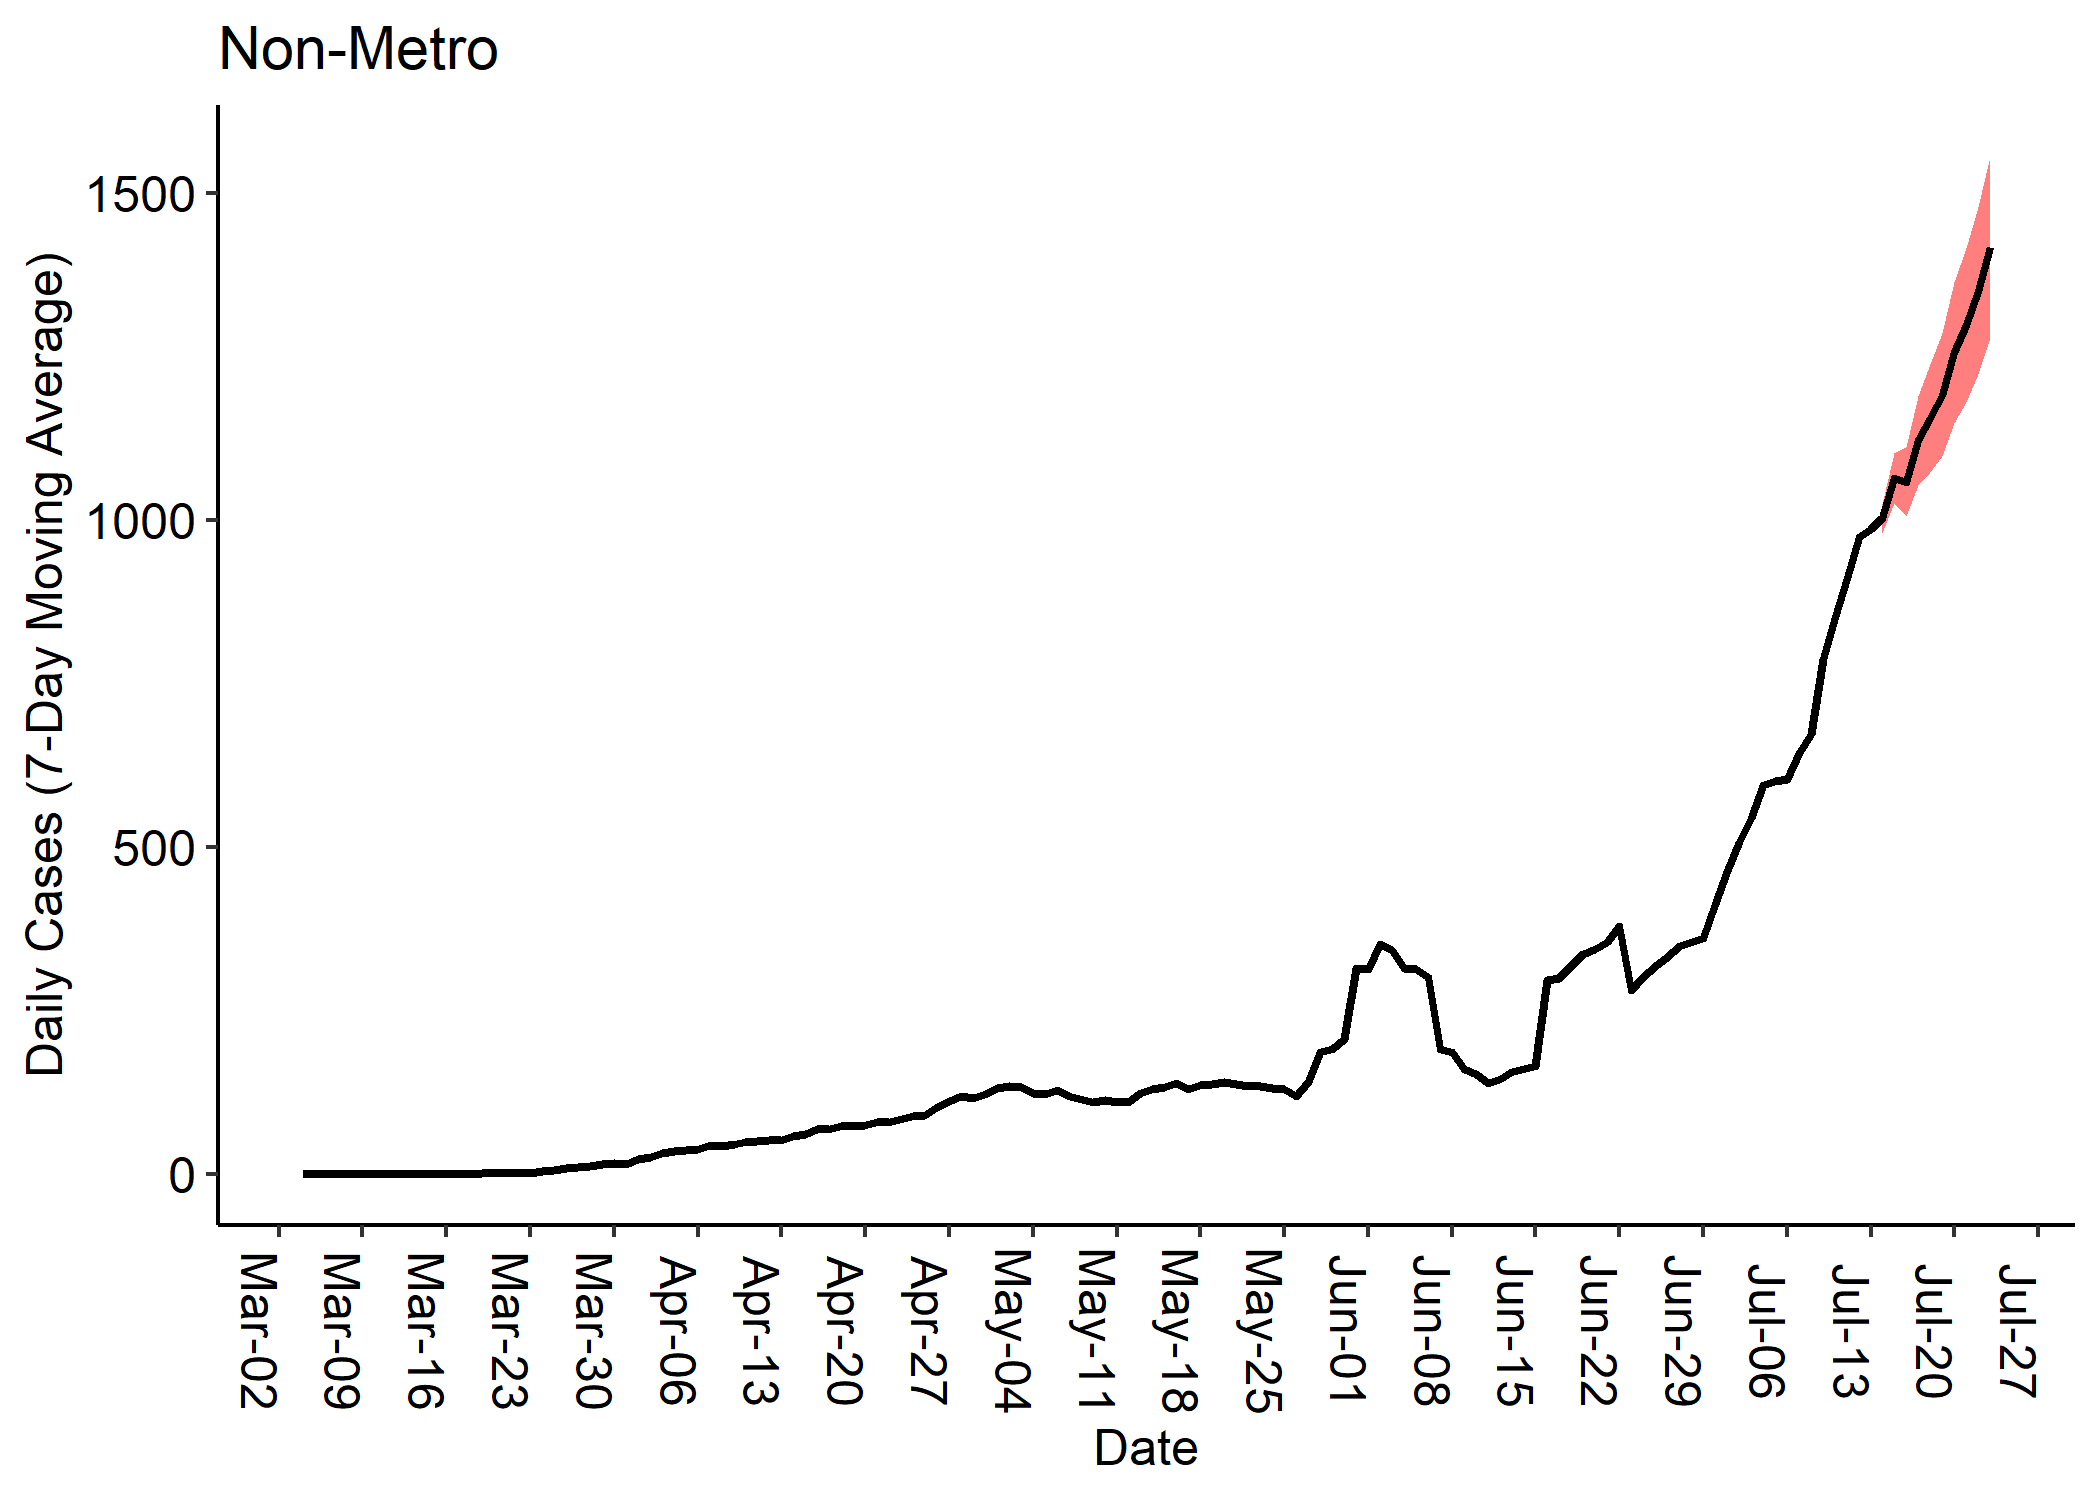 Non-Metro
Daily Cases (7-Day Moving Average)
1500
1000
500
0
Mar-02
Mar-09
Mar-16
Mar-23
Mar-30
Apr-06
Apr-13
Apr-20
Apr-27
May-04
May-11
May-18
May-25
Jun-01
Jun-08
Jun-15
Jun-22
Jun-29
Jul-06
Jul-13
Jul-20
Jul-27
Date